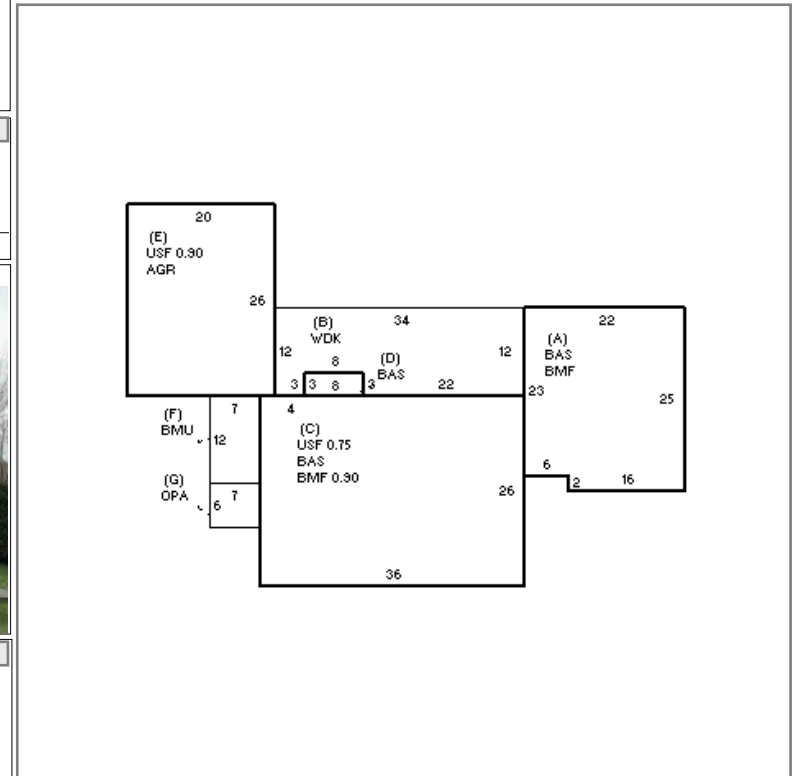 20
(E)
USF 0.90
AGR
26
(B)
WDK
34
12
8
(D)
BAS
12
3
3
8
3
22
22
(A)
BAS
BMF
23
25
6
2
16
(F)
BMU
7
12
(G)
OPA
7
6
4
(C)
USF 0.75
BAS
BMF 0.90
26
36